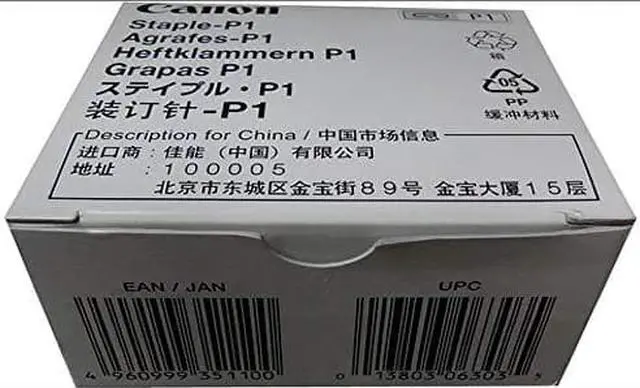 Canon
P1
Staple-P1
Agrafes-P1
Heftklammern P1
Grapas P1
ステイプル・P1
装订针-P1
箱
05
PP
缓冲材料
Description for China / 中国市场信息
进口商：佳能（中国）有限公司
地址：100005
北京市东城区金宝街89号 金宝大厦15层
EAN / JAN
4 960999 351100
UPC
0 13803 06303 5